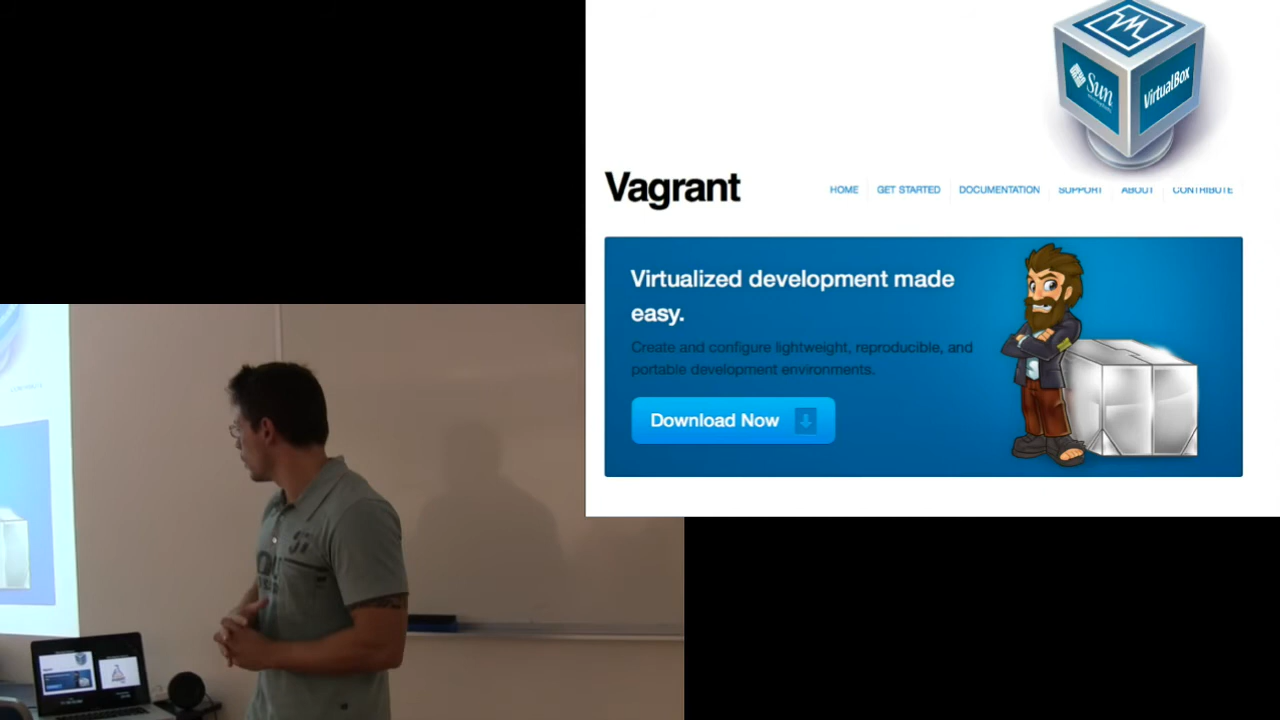 Sun
VirtualBox
Vagrant
HOME GET STARTED DOCUMENTATION SUPPORT ABOUT CONTRIBUTE
Virtualized development made
easy.
Create and configure lightweight, reproducible, and
portable development environments.
Download Now